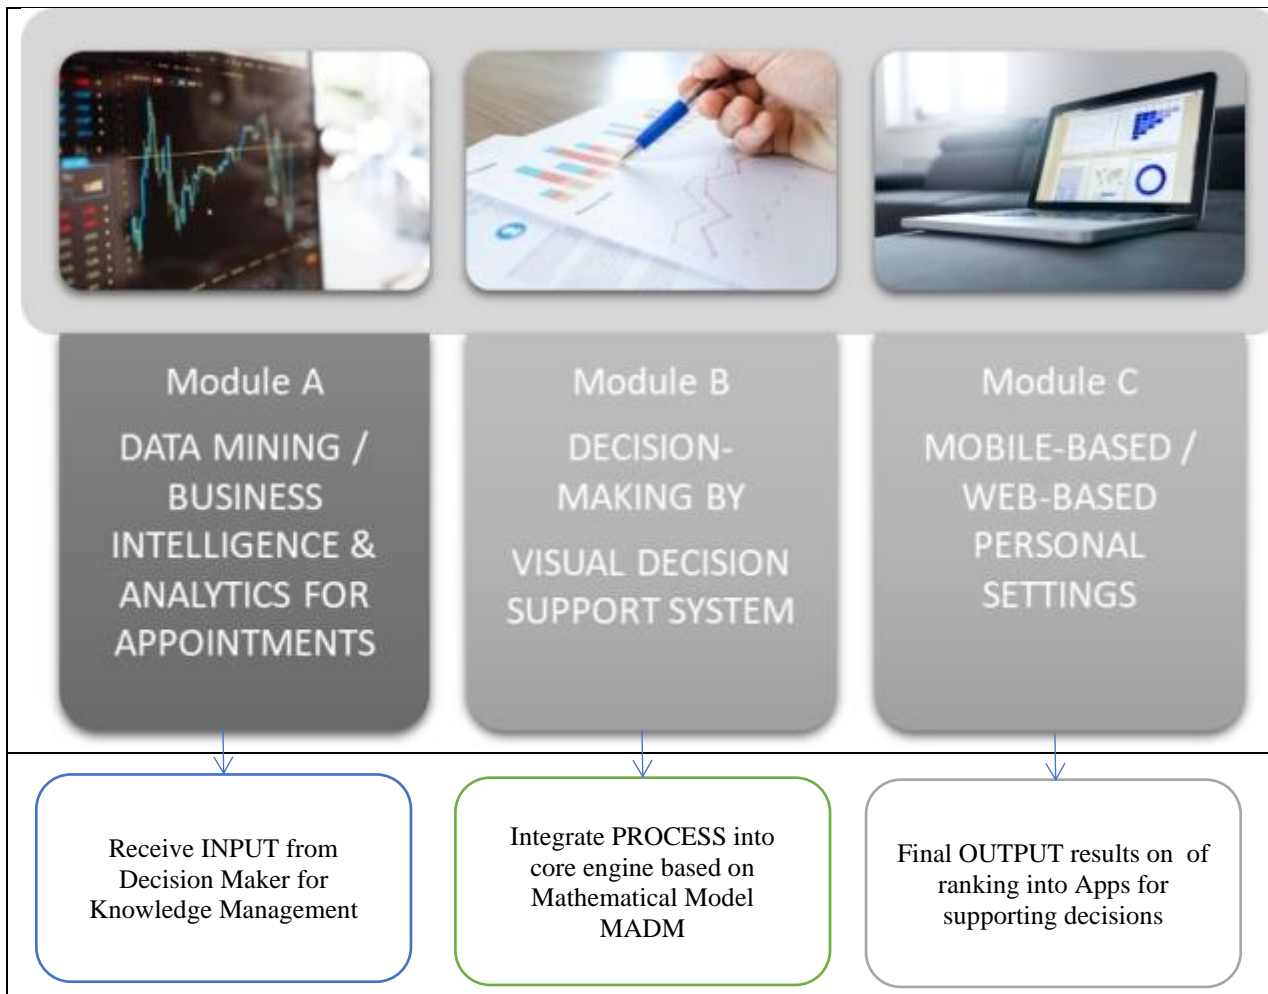 Module A
DATA MINING /
BUSINESS
INTELLIGENCE &
ANALYTICS FOR
APPOINTMENTS
Module B
DECISION-
MAKING BY
VISUAL DECISION
SUPPORT SYSTEM
Module C
MOBILE-BASED /
WEB-BASED
PERSONAL
SETTINGS
Receive INPUT from
Decision Maker for
Knowledge Management
Integrate PROCESS into
core engine based on
Mathematical Model
MADM
Final OUTPUT results on of
ranking into Apps for
supporting decisions